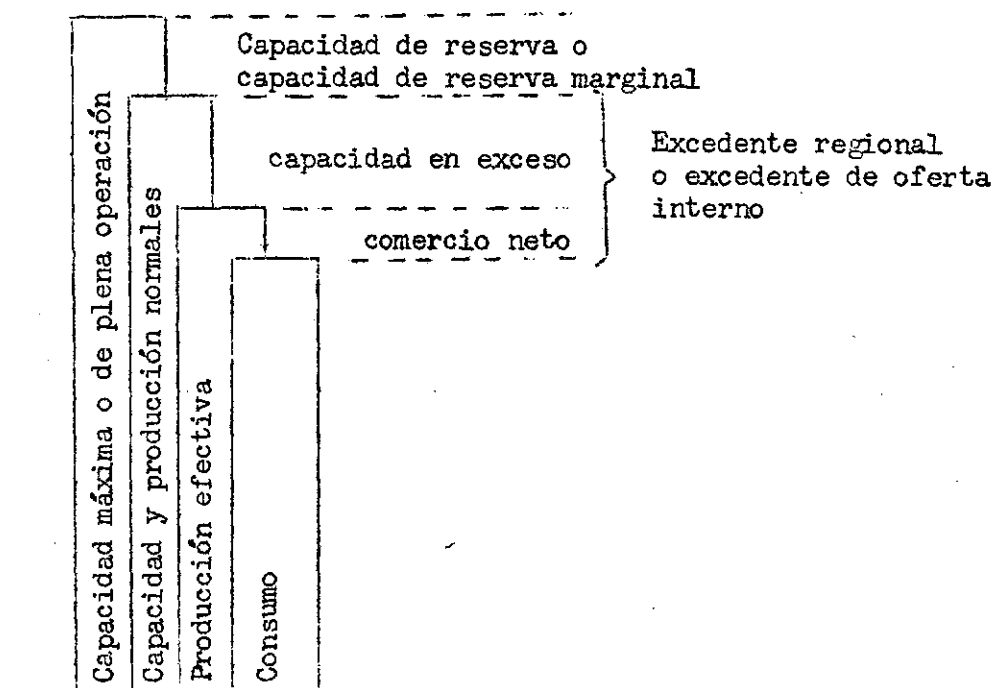 Capacidad de reserva o
capacidad de reserva marginal
capacidad en exceso
comercio neto
Excedente regional
o excedente de oferta
interno
Capacidad máxima o de plena operación
Capacidad y producción normales
Producción efectiva
Consumo